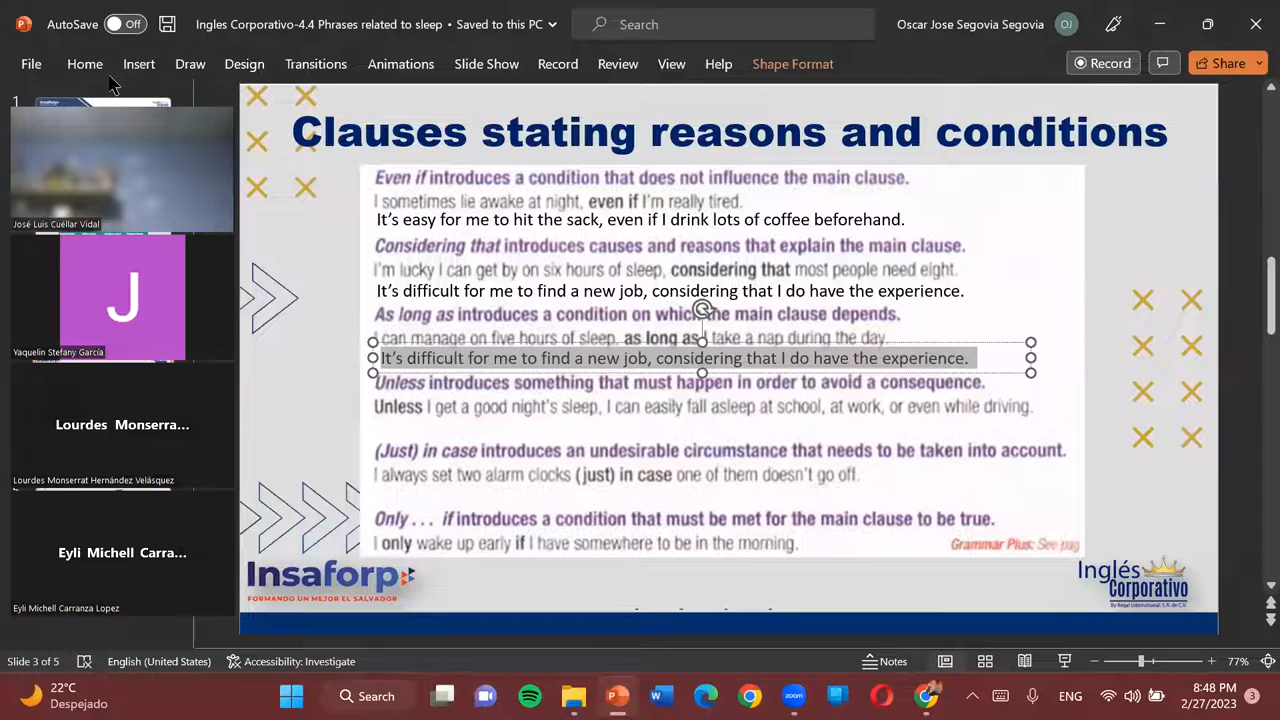 AutoSave Off Ingles Corporativo-4.4 Phrases related to sleep • Saved to this PC Search Oscar Jose Segovia Segovia OJ
File Home Insert Draw Design Transitions Animations Slide Show Record Review View Help Shape Format Record Share
1
José Luis Cuéllar Vidal
J
Yaquelin Stefany García
Lourdes Monserra...
Lourdes Monserrat Hernández Velásquez
Eyli Michell Carra...
Eyli Michell Carranza Lopez
Clauses stating reasons and conditions
Even if introduces a condition that does not influence the main clause.
I sometimes lie awake at night, even if I'm really tired.
It's easy for me to hit the sack, even if I drink lots of coffee beforehand.
Considering that introduces causes and reasons that explain the main clause.
I'm lucky I can get by on six hours of sleep, considering that most people need eight.
It's difficult for me to find a new job, considering that I do have the experience.
As long as introduces a condition on which the main clause depends.
I can manage on five hours of sleep, as long as I take a nap during the day.
It's difficult for me to find a new job, considering that I do have the experience.
Unless introduces something that must happen in order to avoid a consequence.
Unless I get a good night's sleep, I can easily fall asleep at school, at work, or even while driving.
(Just) in case introduces an undesirable circumstance that needs to be taken into account.
I always set two alarm clocks (just) in case one of them doesn't go off.
Only . . . if introduces a condition that must be met for the main clause to be true.
I only wake up early if I have somewhere to be in the morning.
Grammar Plus: See pag
Insaforp
FORMANDO UN MEJOR EL SALVADOR
Inglés
Corporativo
By Regal International, S.A. de C.V.
Slide 3 of 5 English (United States) Accessibility: Investigate Notes 77%
22°C
Despejado
Search
ENG
8:48 PM
2/27/2023
3